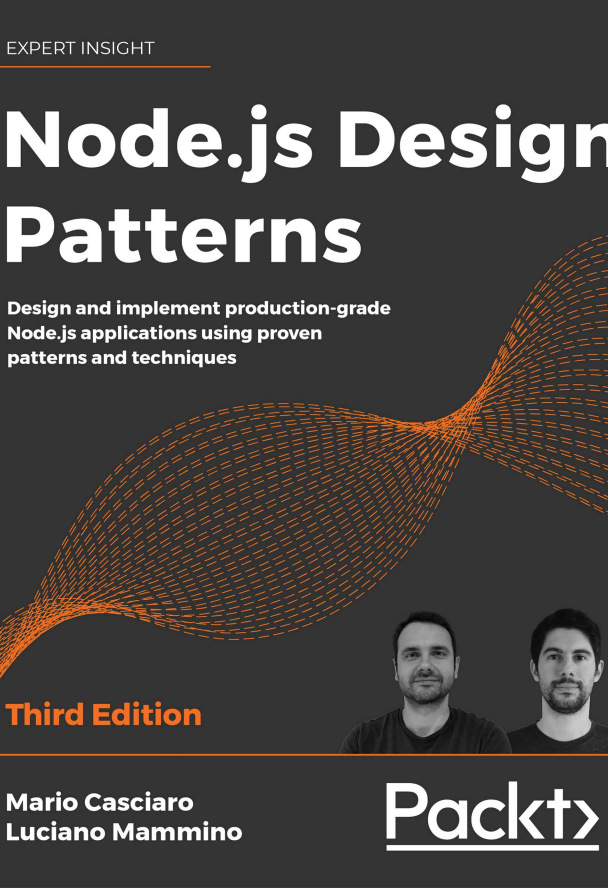 EXPERT INSIGHT
Node.js Design
Patterns
Design and implement production-grade
Node.js applications using proven
patterns and techniques
Third Edition
Mario Casciaro
Luciano Mammino
Packt>